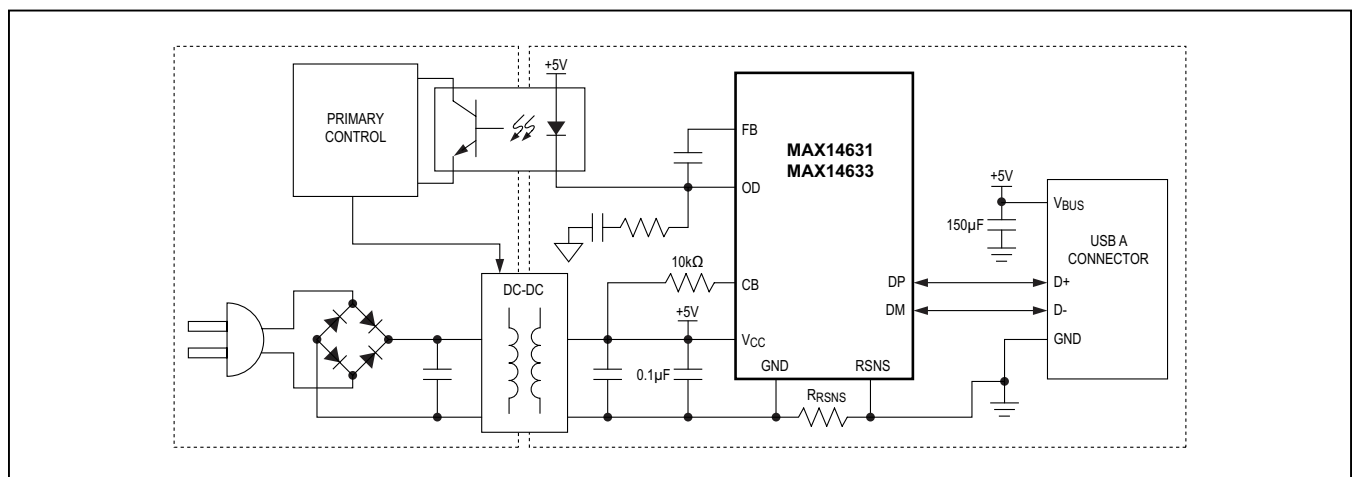 PRIMARY
CONTROL
+5V
FB
MAX14631
MAX14633
OD
+5V
VBUS
150µF
USB A
CONNECTOR
10kΩ
CB
DP
D+
DM
D-
DC-DC
+5V
VCC
GND
0.1µF
GND
RSNS
RRSNS